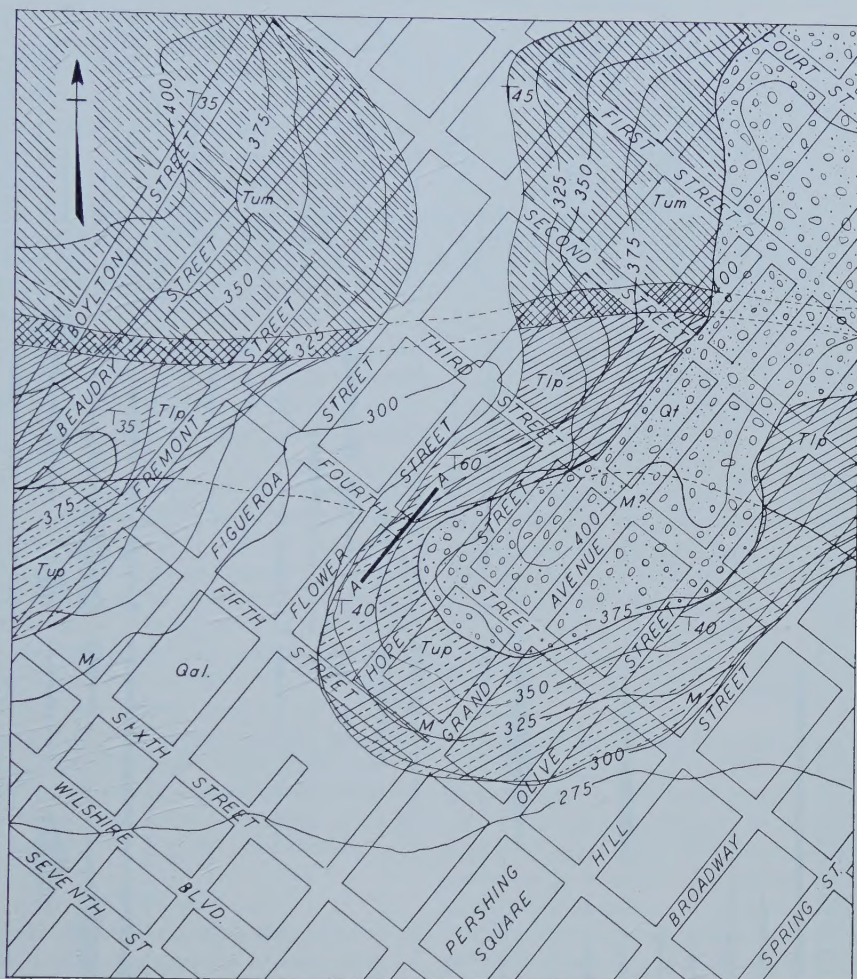 400
35
375
Tum
BOYLTON STREET
STREET
350
BEAUDRY
STREET
325
45
FIRST STREET
COURT ST.
325
350
375
Tum
SECOND STREET
400
35
Tlp
FREMONT
375
Tup
THIRD STREET
STREET
300
FOURTH
STREET
Tlp
60
A
A
40
FIGUEROA
FLOWER
FIFTH STREET
Qt
Tlp
M?
400
STREET
AVENUE
STREET
375
STREET
40
HOPE
Tup
GRAND
350
325
M
M
STREET
300
275
OLIVE
M
Qal.
SIXTH STREET
WILSHIRE BLVD.
SEVENTH ST
PERSHING
SQUARE
HILL
BROADWAY
SPRING ST.